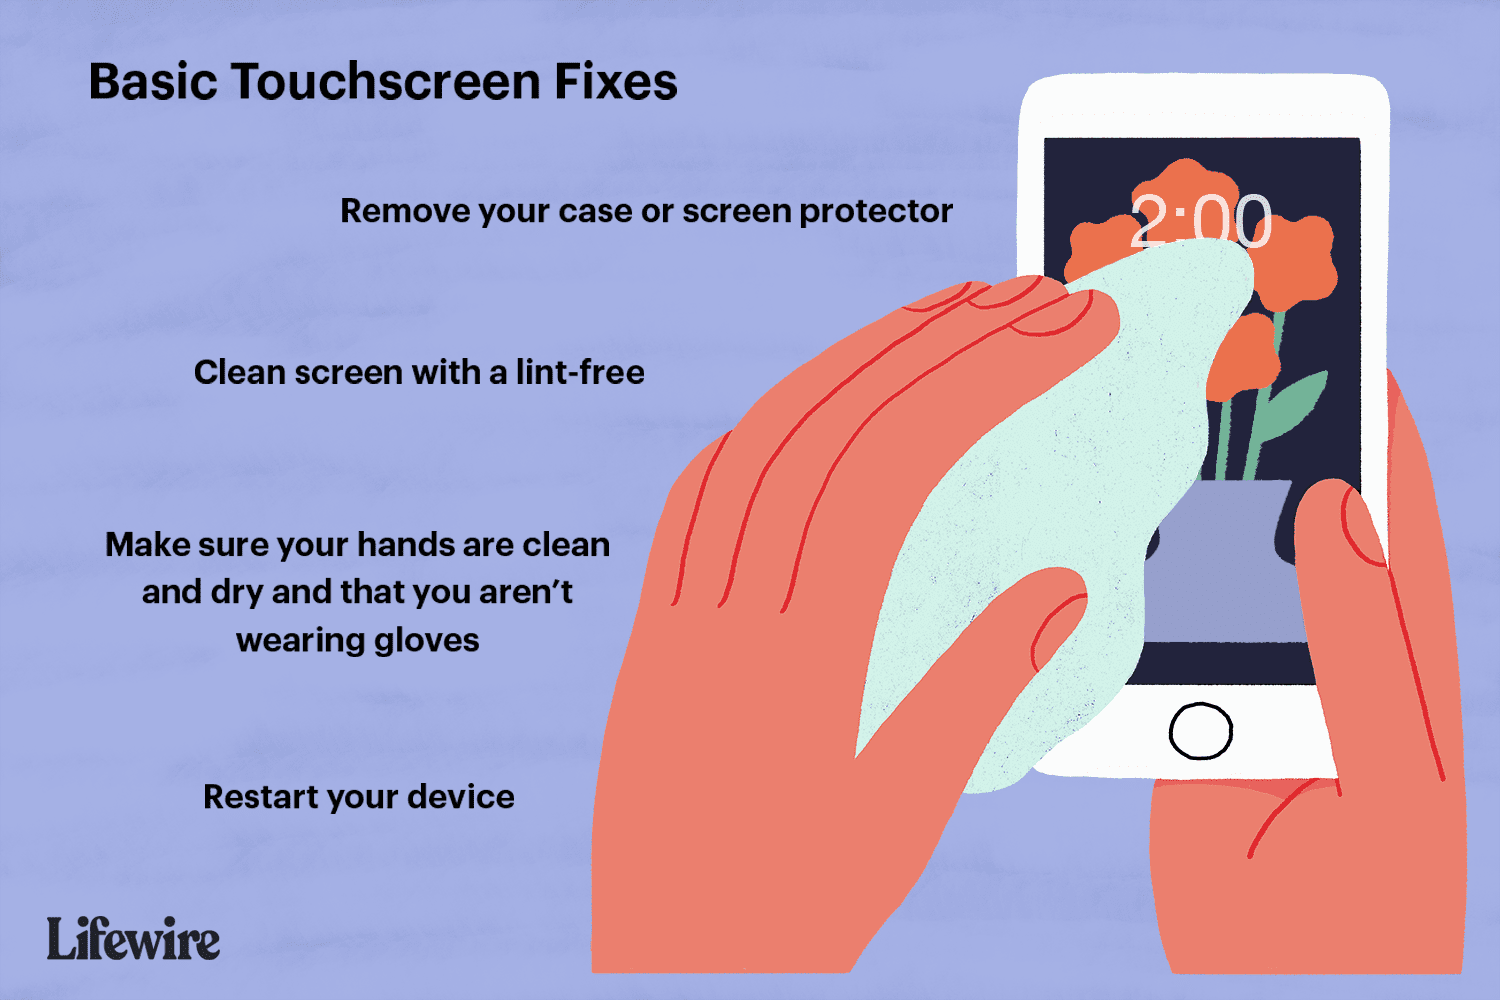 Basic Touchscreen Fixes
Remove your case or screen protector
2:00
Clean screen with a lint-free
Make sure your hands are clean
and dry and that you aren’t
wearing gloves
Restart your device
Lifewire